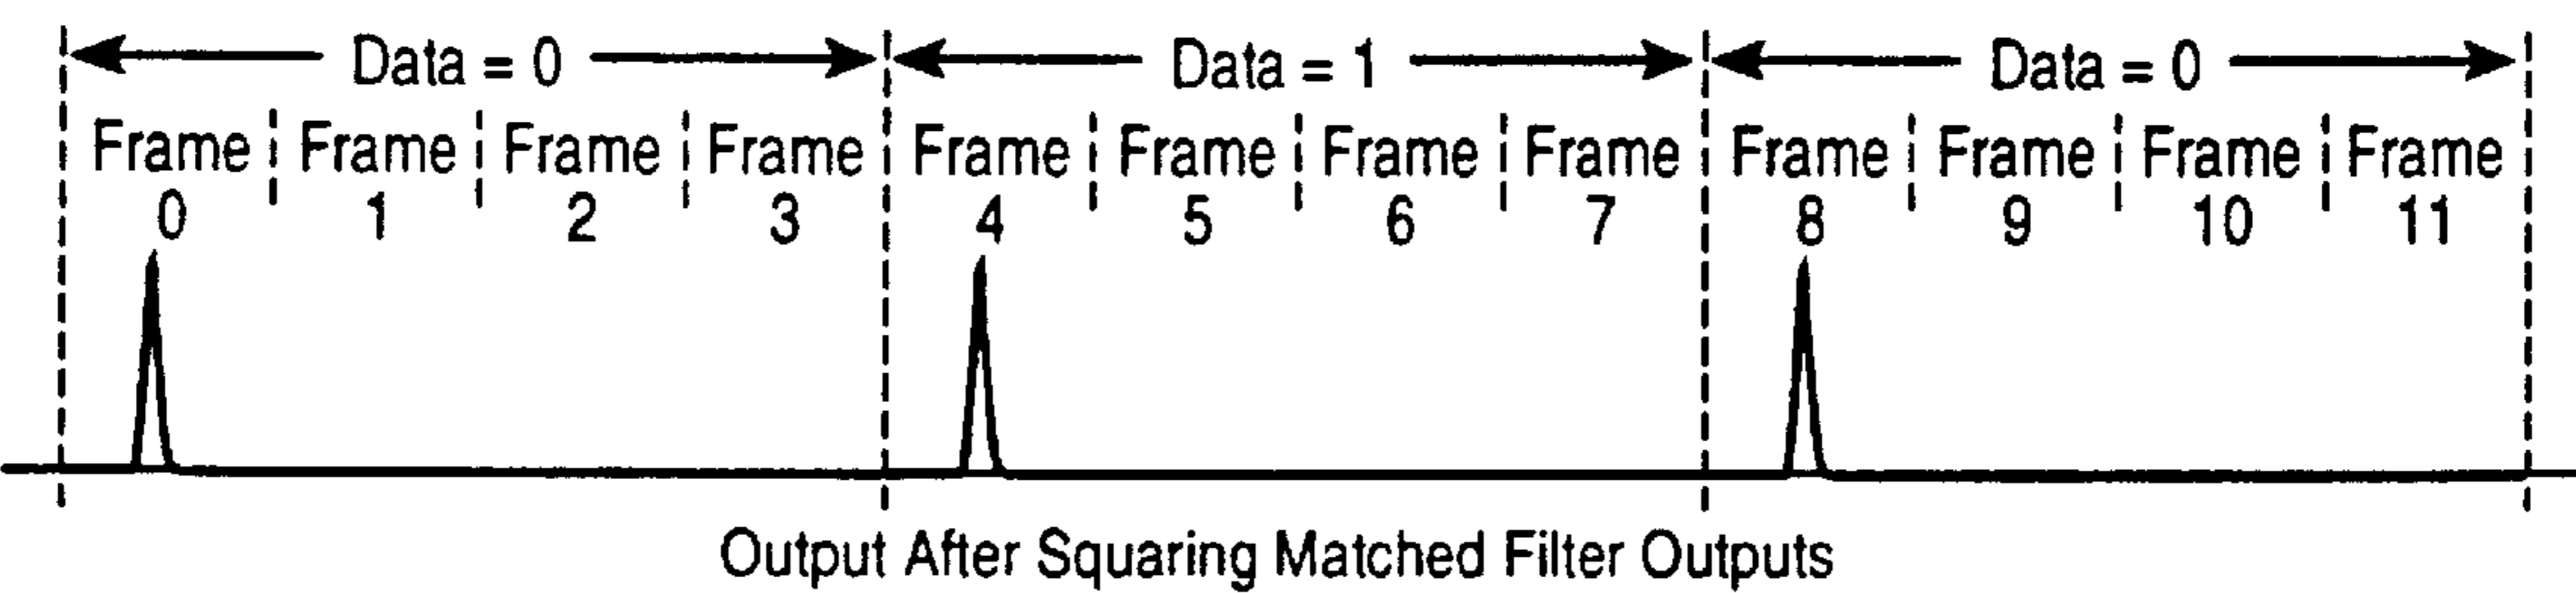 Data = 0 Data = 1 Data = 0
Frame Frame Frame Frame Frame Frame Frame Frame Frame Frame Frame Frame
0 1 2 3 4 5 6 7 8 9 10 11
Output After Squaring Matched Filter Outputs